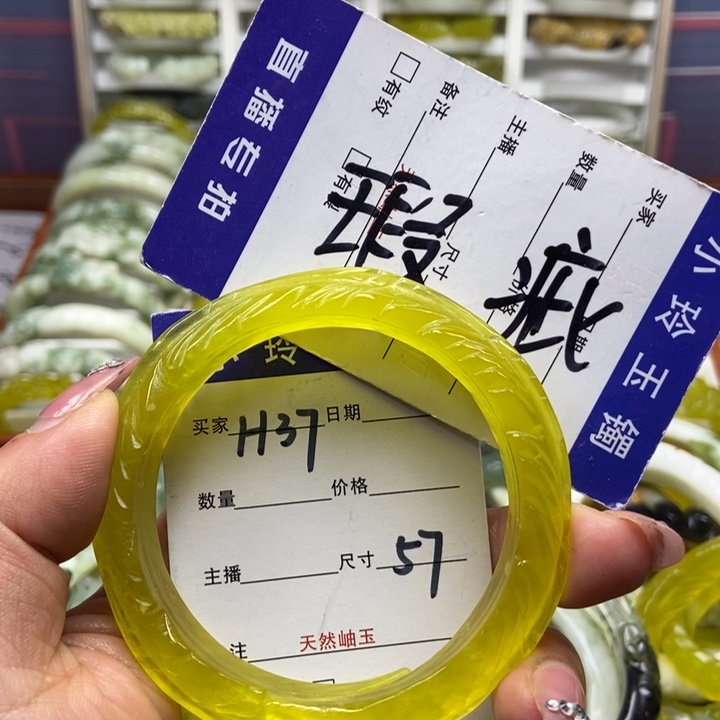 直播专拍
小玲玉镯
买家
数量
主播
尺寸
备注
有纹
玲
买家 H37 日期
数量 价格
主播 尺寸 57
注 天然岫玉